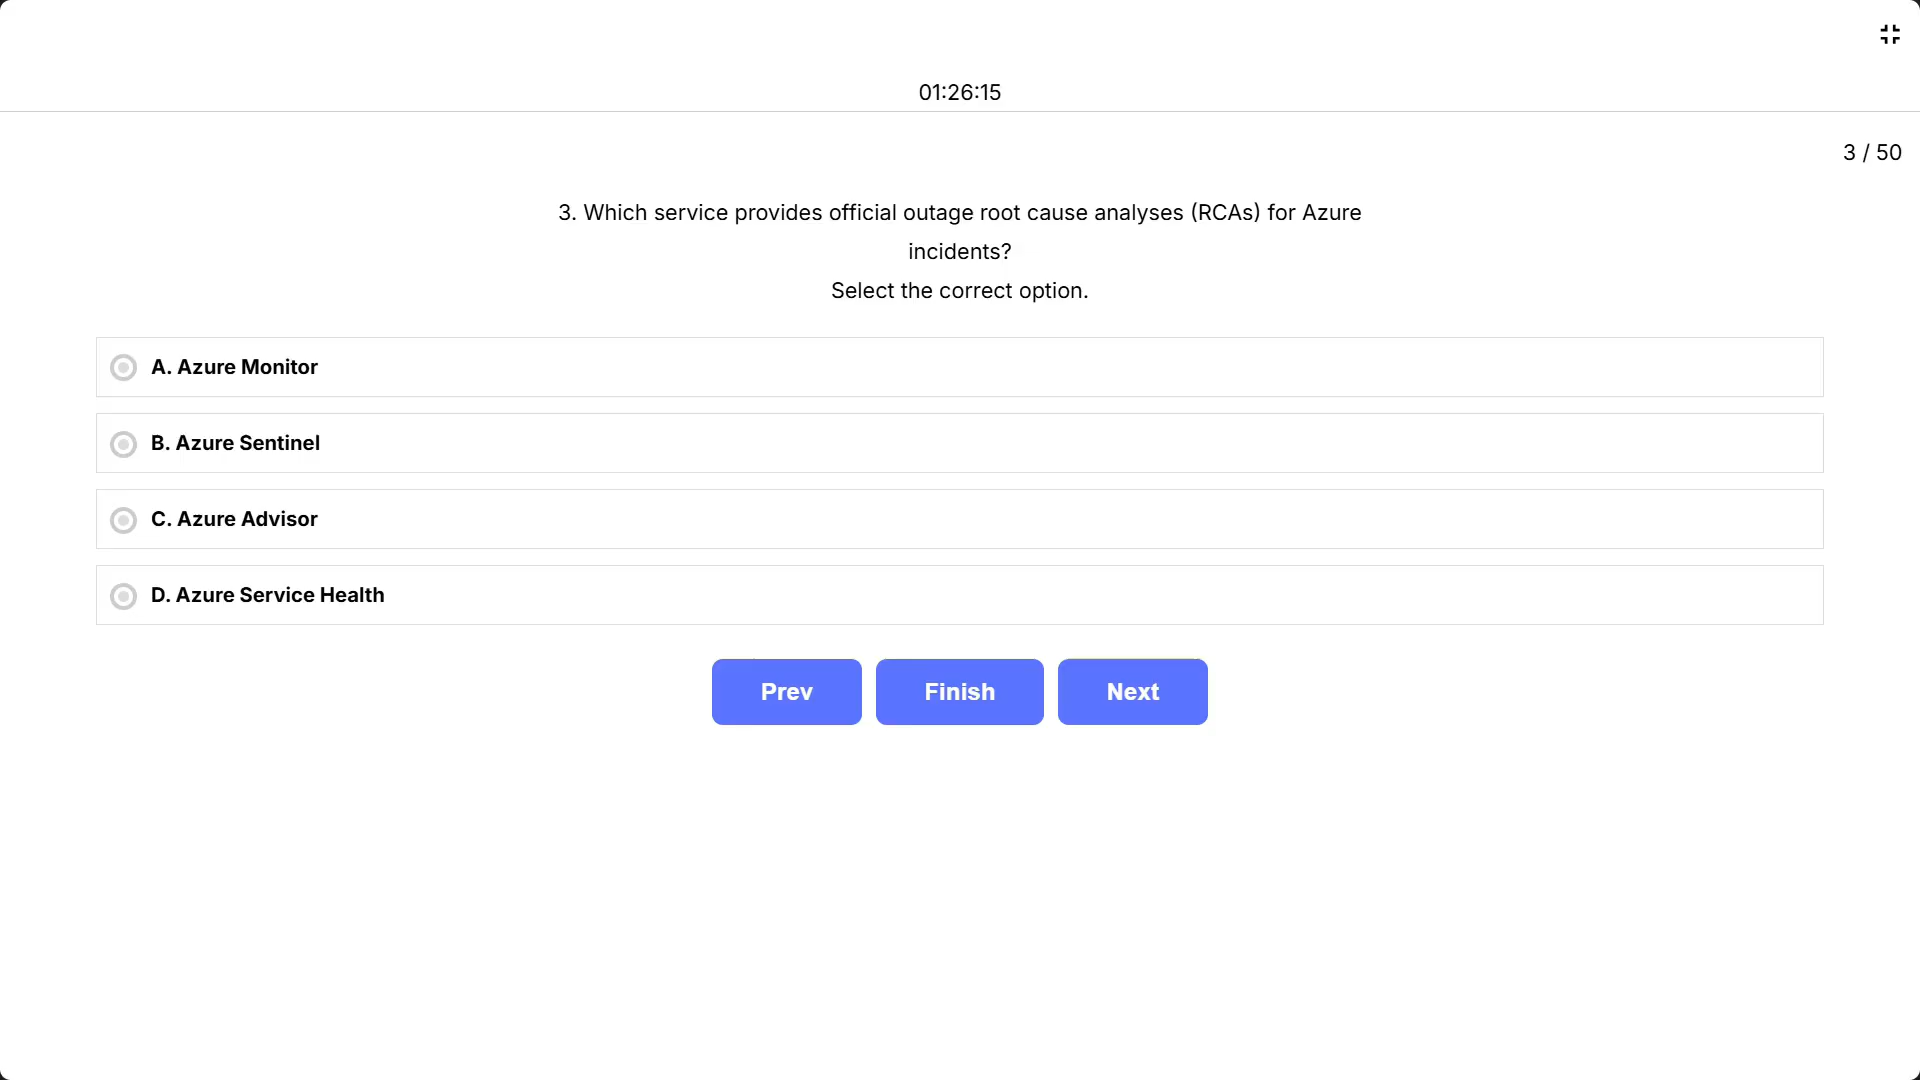 01:26:15
3 / 50
3. Which service provides official outage root cause analyses (RCAs) for Azure
incidents?
Select the correct option.
A. Azure Monitor
B. Azure Sentinel
C. Azure Advisor
D. Azure Service Health
Prev
Finish
Next